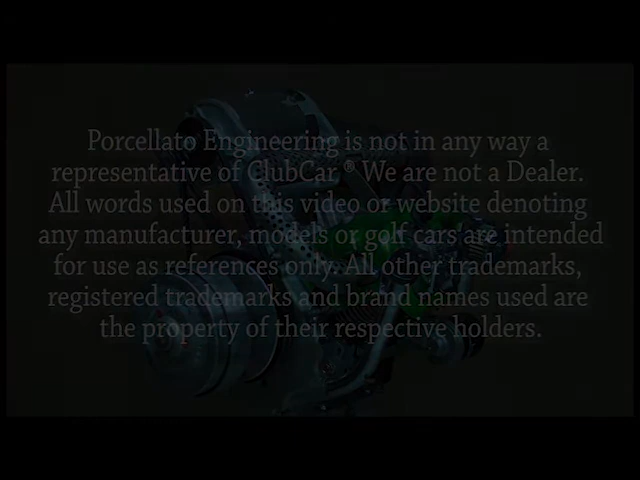 Porcellato Engineering is not in any way a
representative of ClubCar ® We are not a Dealer.
All words used on this video or website denoting
any manufacturer, models or golf cars are intended
for use as references only. All other trademarks,
registered trademarks and brand names used are
the property of their respective holders.